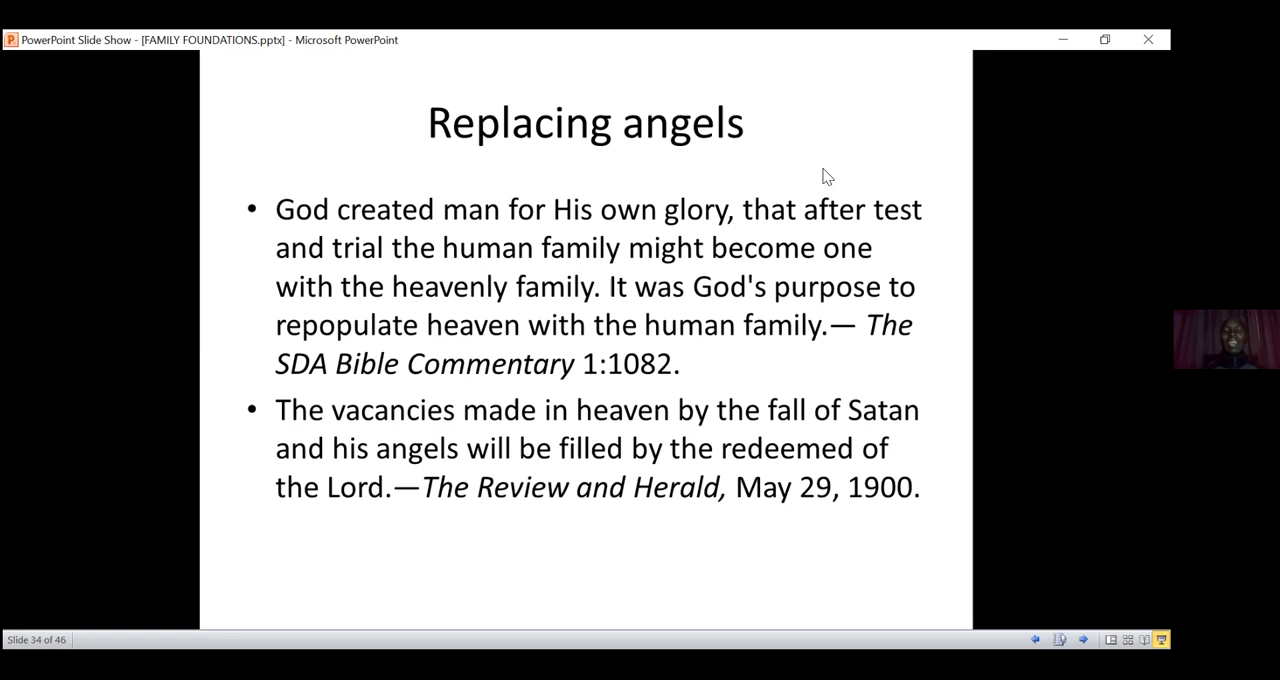 PowerPoint Slide Show - [FAMILY FOUNDATIONS.pptx] - Microsoft PowerPoint
Replacing angels
• God created man for His own glory, that after test
and trial the human family might become one
with the heavenly family. It was God's purpose to
repopulate heaven with the human family.— The
SDA Bible Commentary 1:1082.
• The vacancies made in heaven by the fall of Satan
and his angels will be filled by the redeemed of
the Lord.—The Review and Herald, May 29, 1900.
Slide 34 of 46